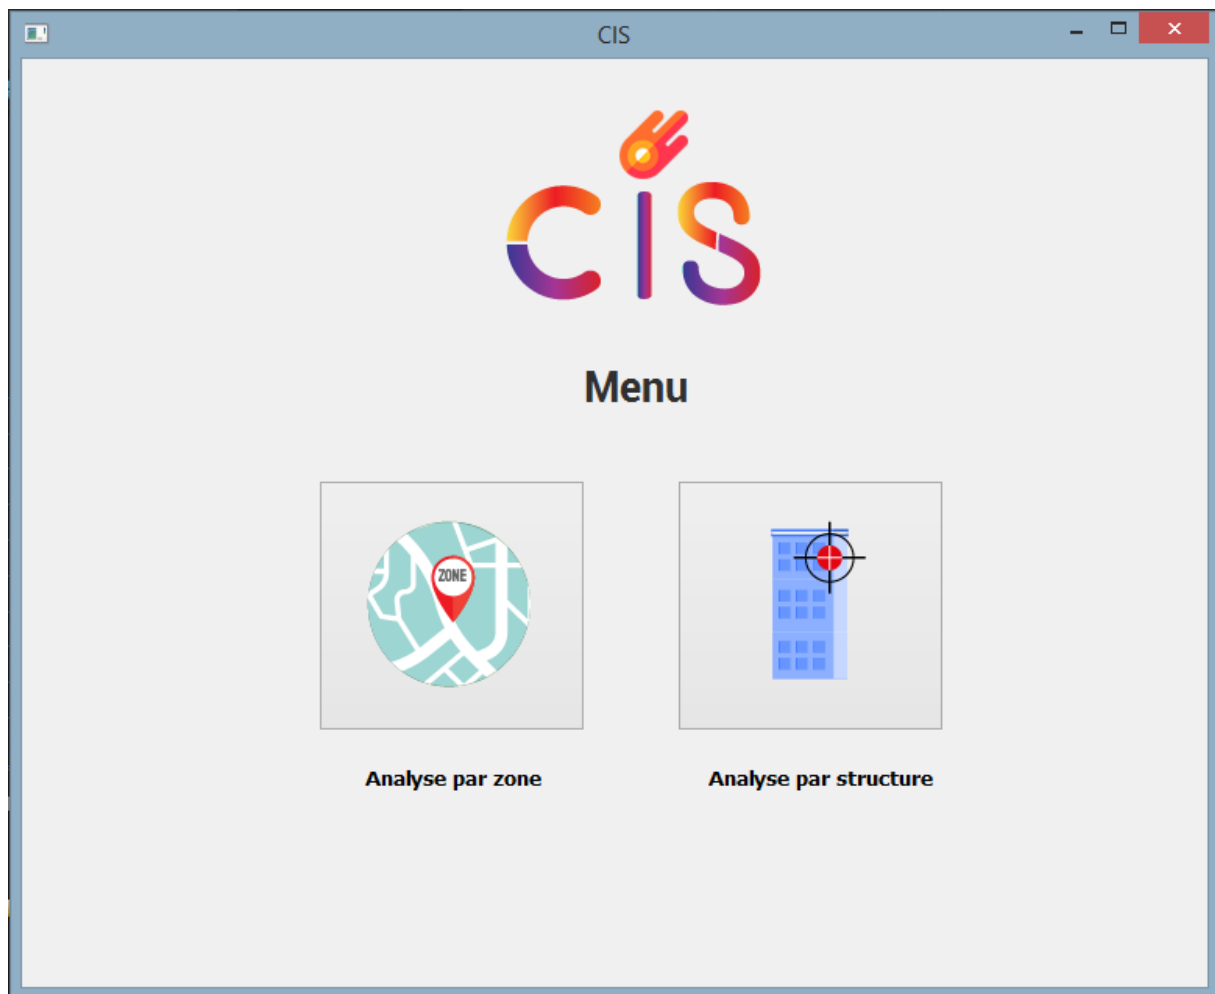 CIS
CIS
Menu
ZONE
Analyse par zone
Analyse par structure